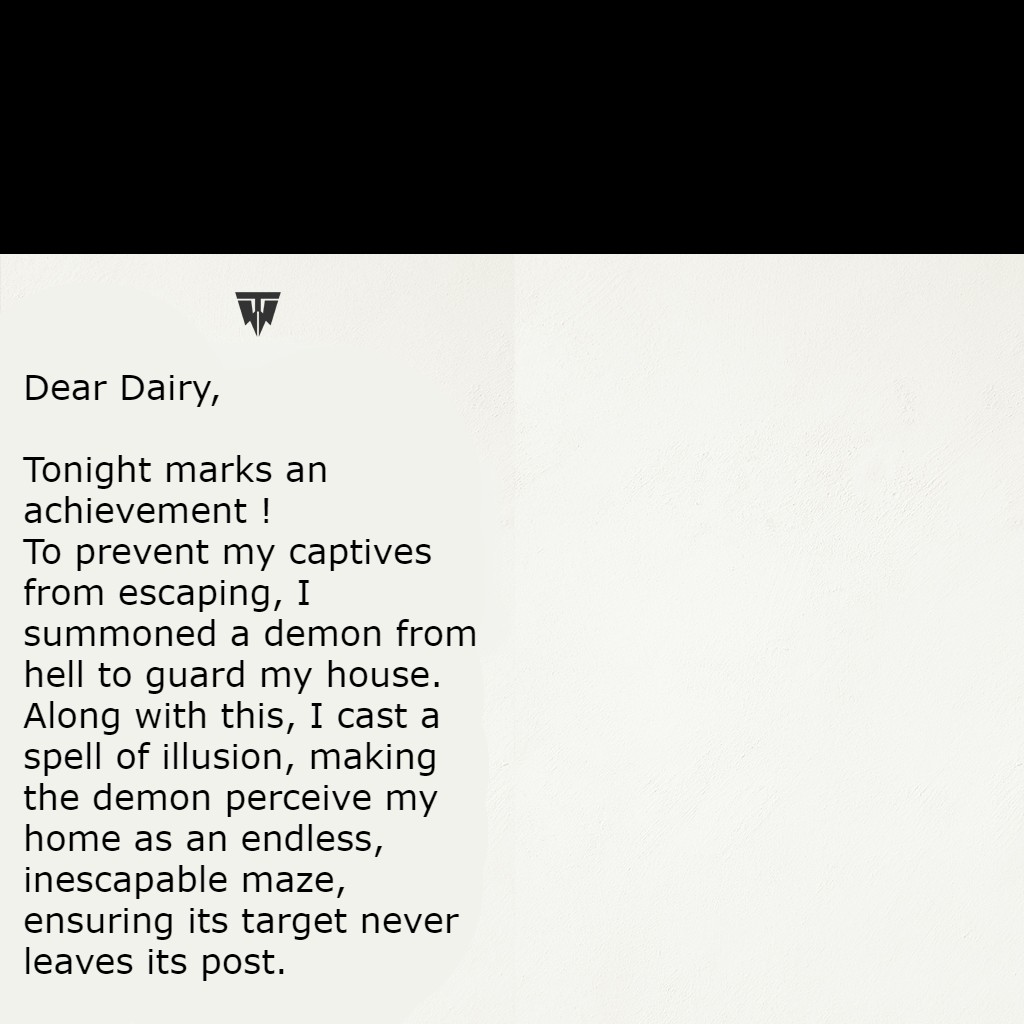 Dear Dairy,
Tonight marks an
achievement !
To prevent my captives
from escaping, I
summoned a demon from
hell to guard my house.
Along with this, I cast a
spell of illusion, making
the demon perceive my
home as an endless,
inescapable maze,
ensuring its target never
leaves its post.